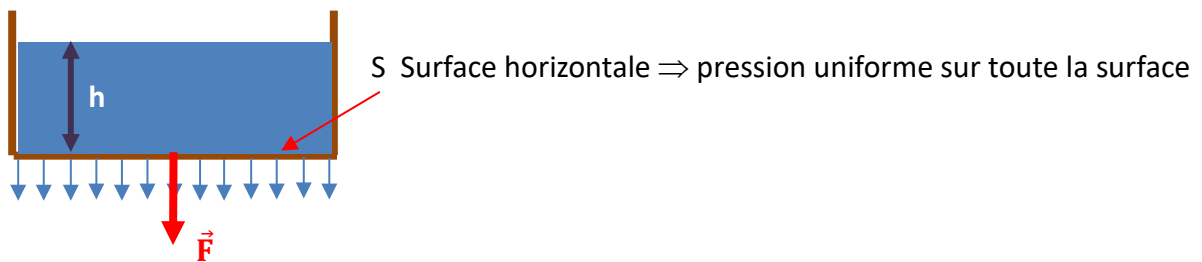 S Surface horizontale ⇒ pression uniforme sur toute la surface
h
F⃗